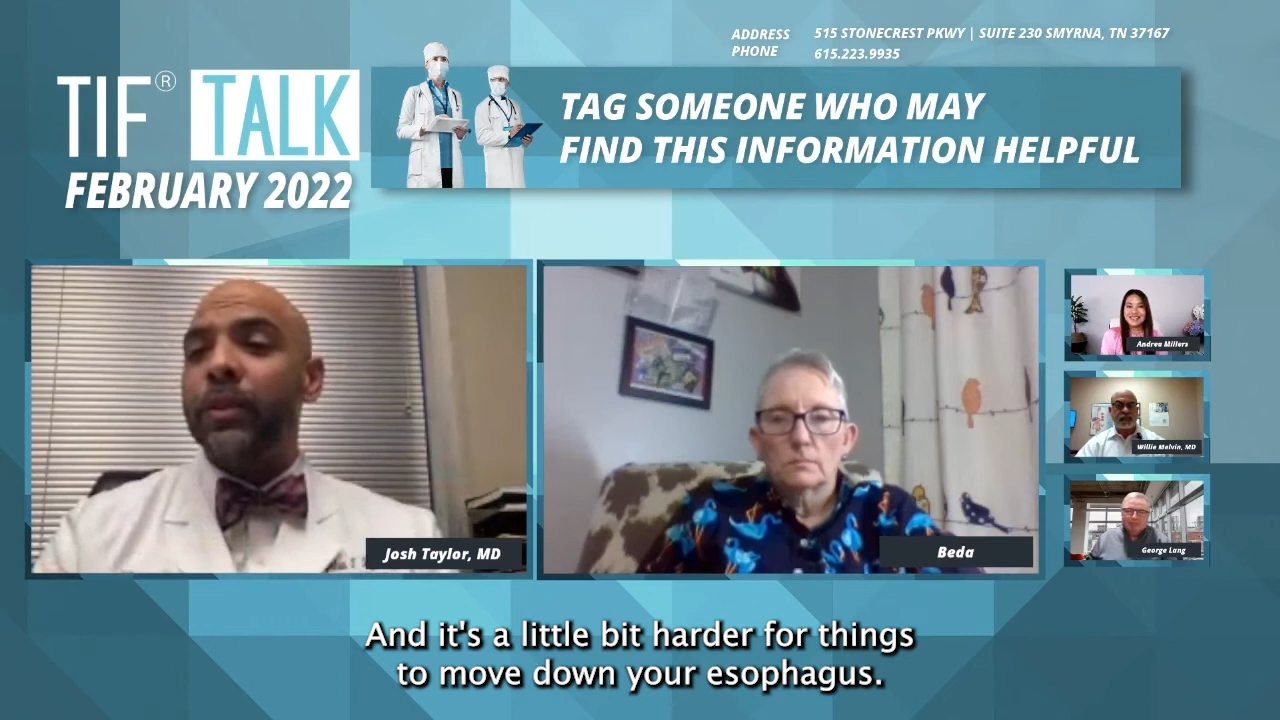 ADDRESS 515 STONECREST PKWY | SUITE 230 SMYRNA, TN 37167
PHONE 615.223.9935
TIF® TALK
FEBRUARY 2022
TAG SOMEONE WHO MAY
FIND THIS INFORMATION HELPFUL
Josh Taylor, MD
Beda
Andrea Millers
Willie Melvin, MD
George Lang
And it's a little bit harder for things
to move down your esophagus.